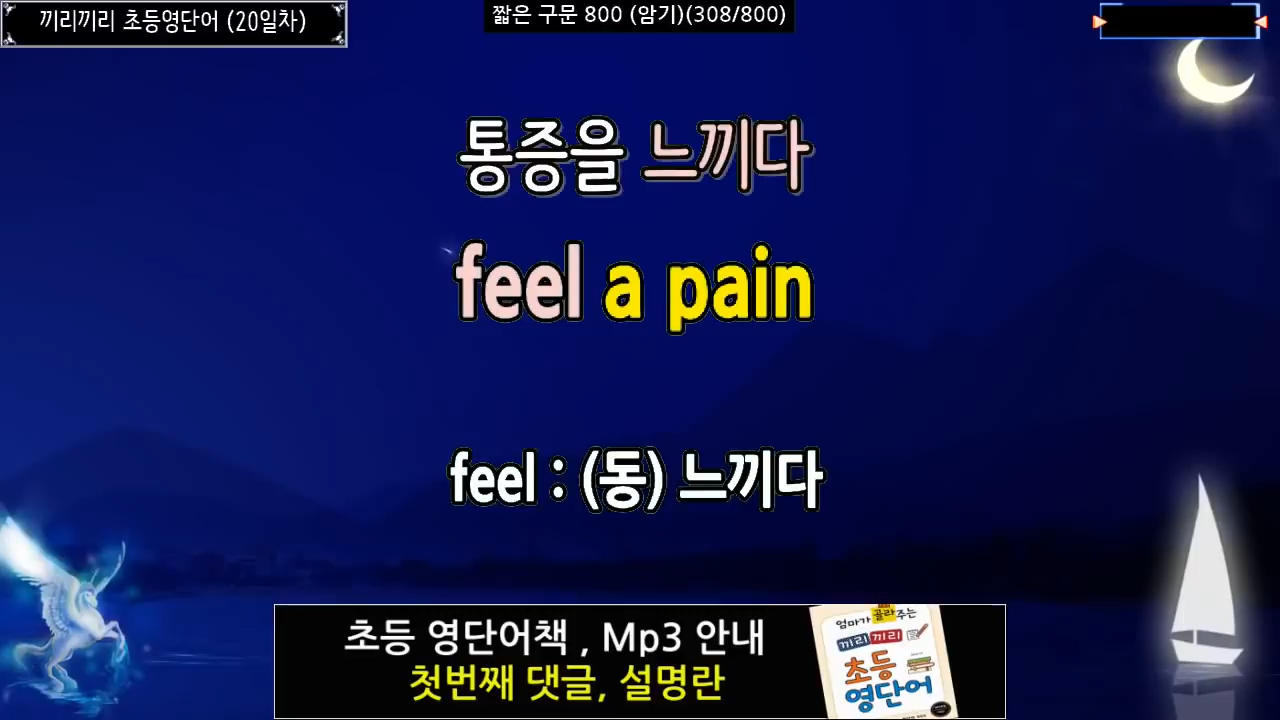 끼리끼리 초등영단어 (20일차)
짧은 구문 800 (암기)(308/800)
통증을 느끼다
feel a pain
feel : (동) 느끼다
초등 영단어책 , Mp3 안내
첫번째 댓글, 설명란
엄마가 골라주는
끼리끼리
초등
영단어